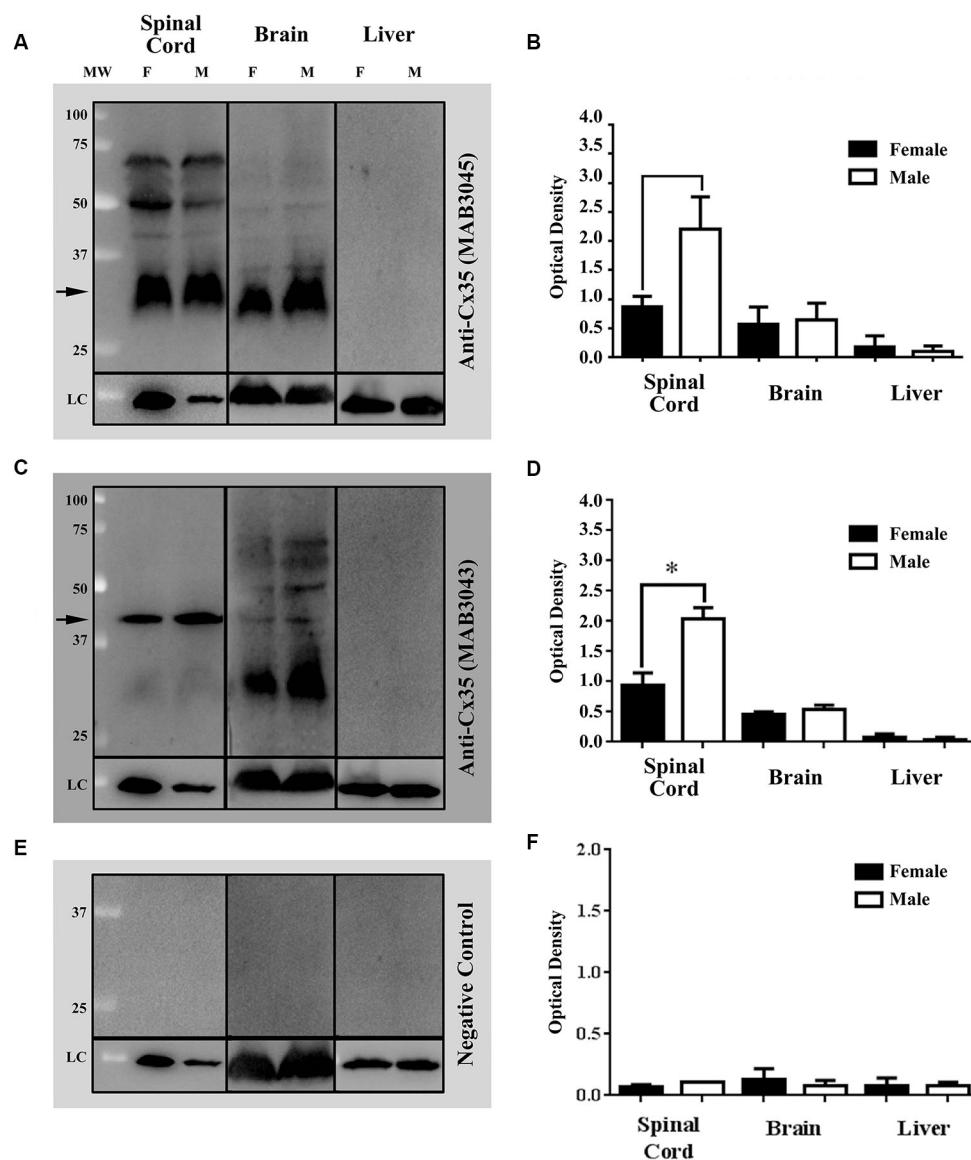 A
Spinal
Cord
Brain
Liver
MW
F
M
F
M
F
M
100
75
50
37
25
LC
Anti-Cx35 (MAB3045)
B
4.0
3.5
3.0
2.5
2.0
1.5
1.0
0.5
0.0
Optical Density
Female
Male
Spinal
Cord
Brain
Liver
C
100
75
50
37
25
LC
Anti-Cx35 (MAB3043)
D
4.0
3.5
3.0
2.5
2.0
1.5
1.0
0.5
0.0
Optical Density
Female
Male
*
Spinal
Cord
Brain
Liver
E
37
25
LC
Negative Control
F
2.0
1.5
1.0
0.5
0.0
Optical Density
Female
Male
Spinal
Cord
Brain
Liver